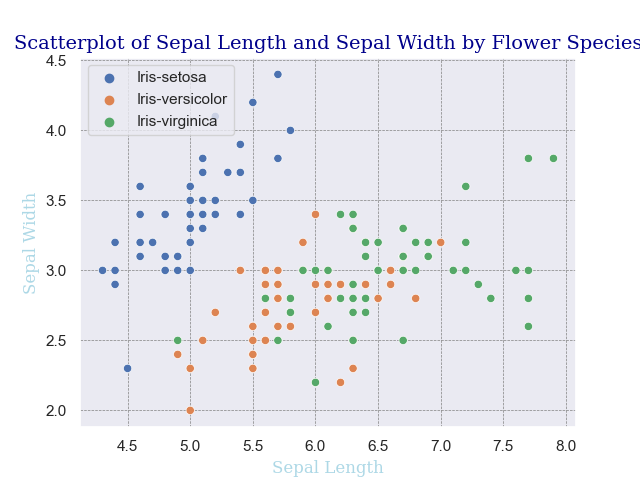 Scatterplot of Sepal Length and Sepal Width by Flower Species
Iris-setosa
Iris-versicolor
Iris-virginica
4.5
4.0
3.5
3.0
2.5
2.0
Sepal Width
4.5 5.0 5.5 6.0 6.5 7.0 7.5 8.0
Sepal Length